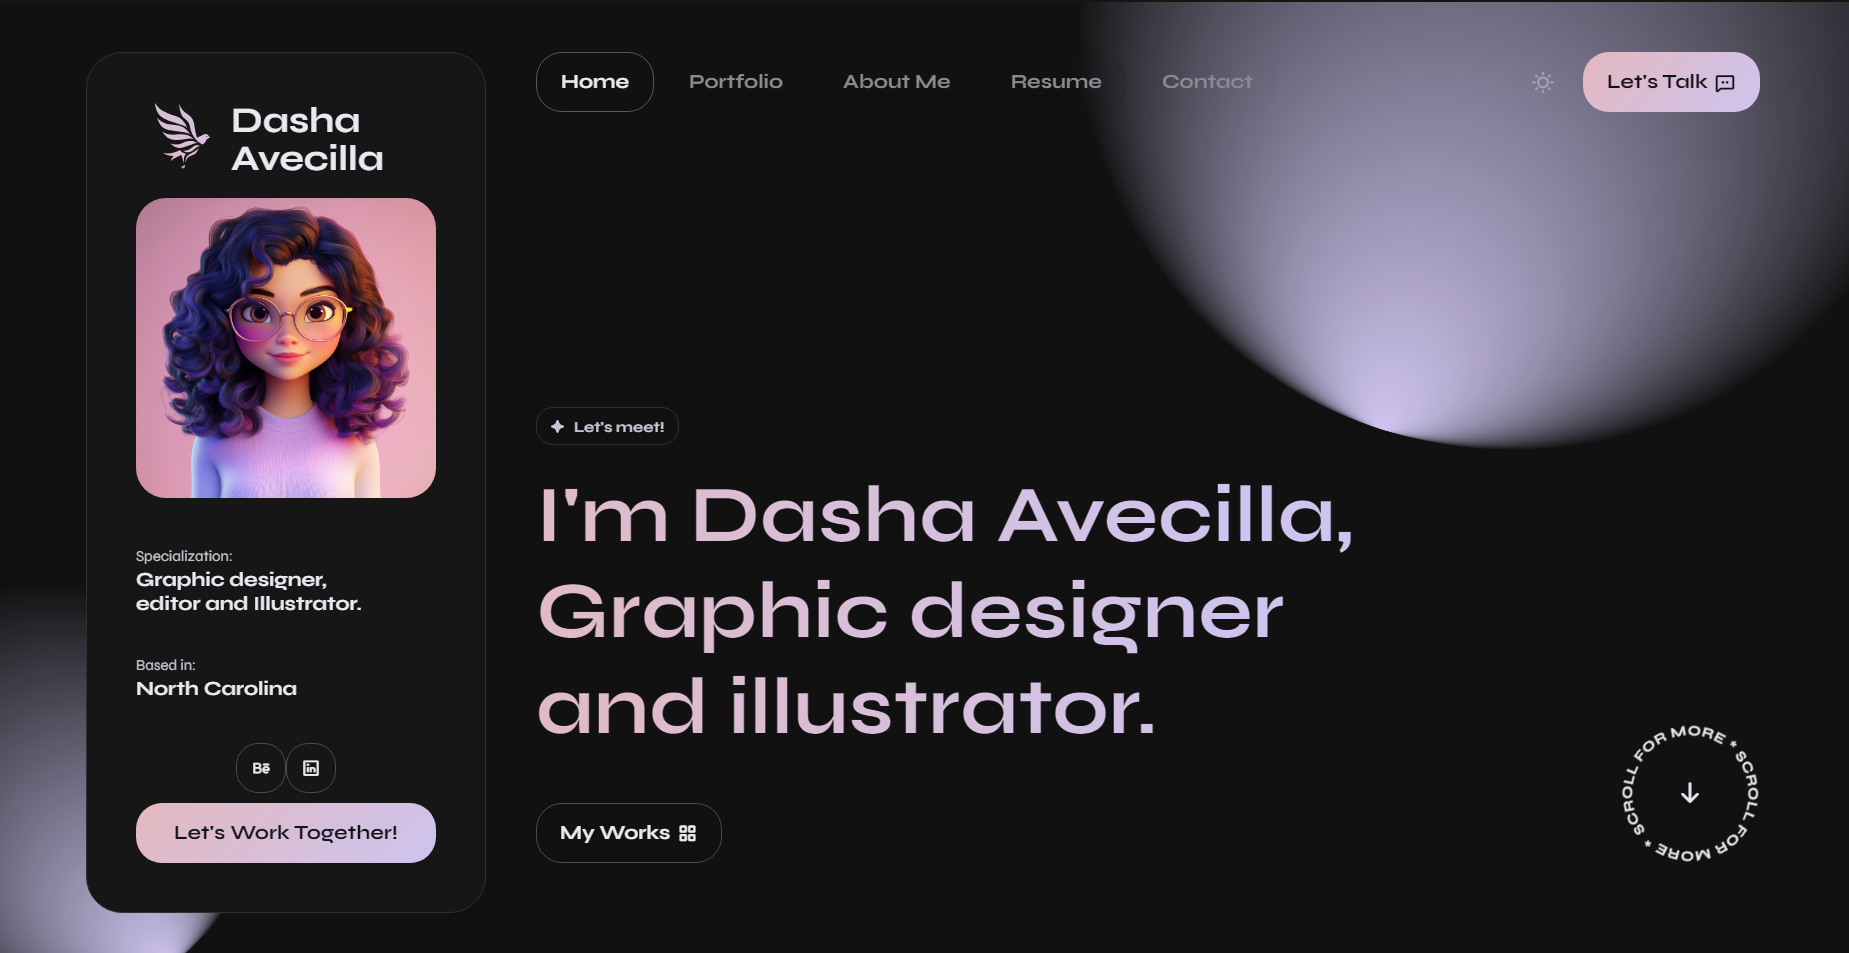 Dasha
Avecilla
Specialization:
Graphic designer,
editor and Illustrator.
Based in:
North Carolina
Bē
in
Let's Work Together!
Home
Portfolio
About Me
Resume
Contact
Let's Talk
Let's meet!
I'm Dasha Avecilla,
Graphic designer
and illustrator.
My Works
SCROLL FOR MORE * SCROLL FOR MORE *